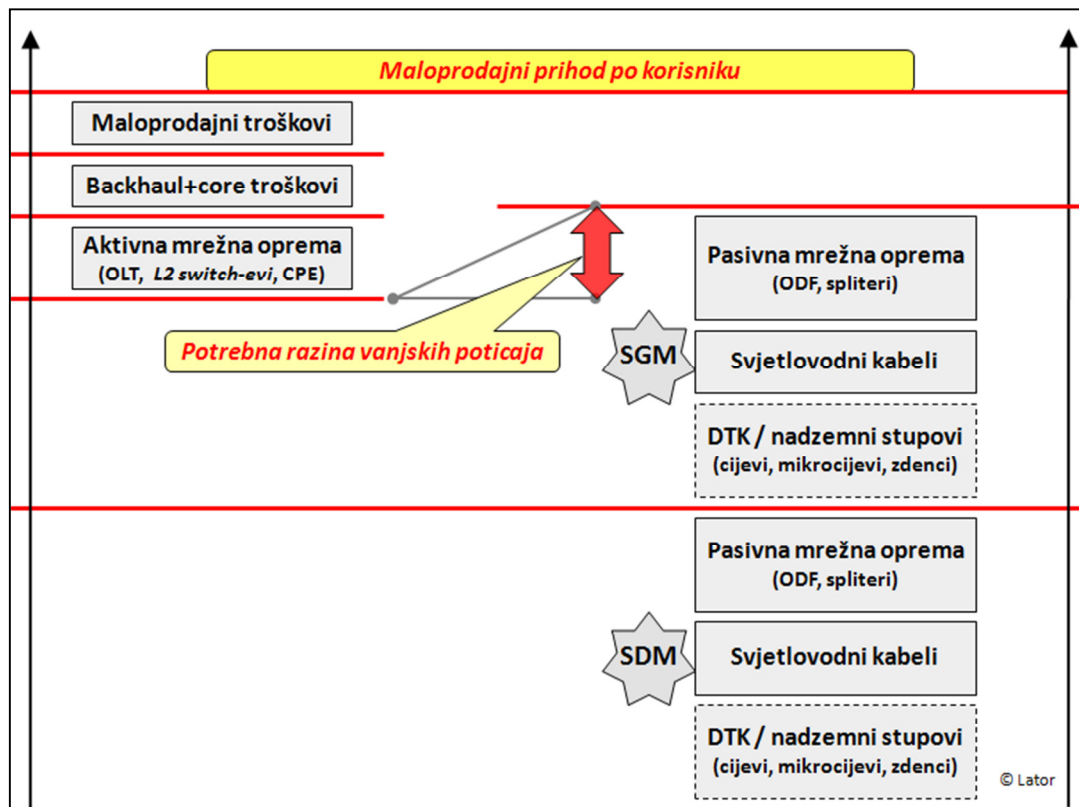 Maloprodajni prihod po korisniku
Maloprodajni troškovi
Backhaul+core troškovi
Aktivna mrežna oprema
(OLT, L2 switch-evi, CPE)
Potrebna razina vanjskih poticaja
Pasivna mrežna oprema
(ODF, spliteri)
SGM
Svjetlovodni kabeli
DTK / nadzemni stupovi
(cijevi, mikrocijevi, zdenci)
Pasivna mrežna oprema
(ODF, spliteri)
SDM
Svjetlovodni kabeli
DTK / nadzemni stupovi
(cijevi, mikrocijevi, zdenci)
© Lator